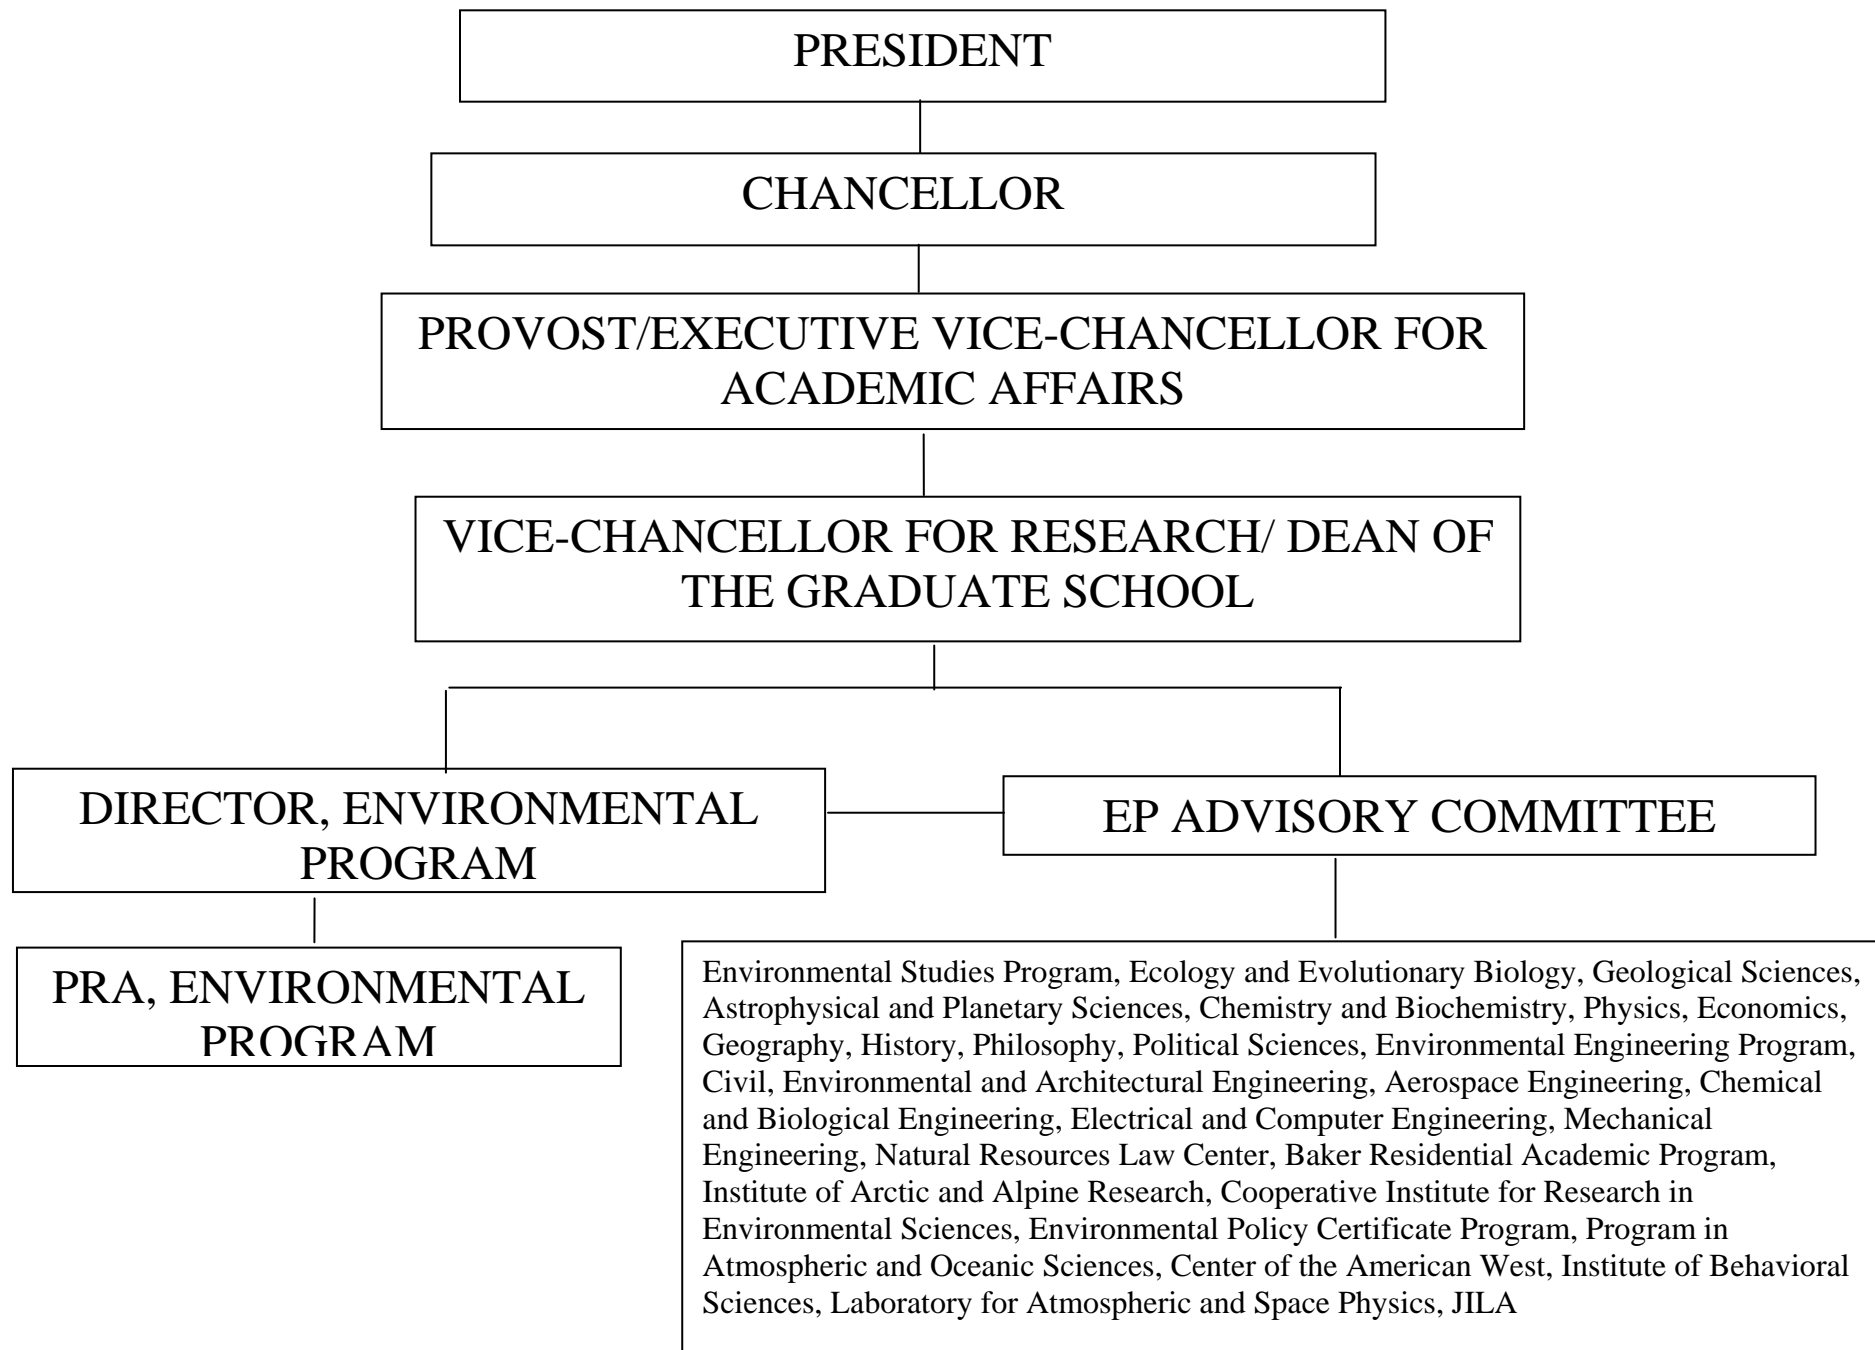 PRESIDENT
CHANCELLOR
PROVOST/EXECUTIVE VICE-CHANCELLOR FOR
ACADEMIC AFFAIRS
VICE-CHANCELLOR FOR RESEARCH/ DEAN OF
THE GRADUATE SCHOOL
DIRECTOR, ENVIRONMENTAL
PROGRAM
EP ADVISORY COMMITTEE
PRA, ENVIRONMENTAL
PROGRAM
Environmental Studies Program, Ecology and Evolutionary Biology, Geological Sciences,
Astrophysical and Planetary Sciences, Chemistry and Biochemistry, Physics, Economics,
Geography, History, Philosophy, Political Sciences, Environmental Engineering Program,
Civil, Environmental and Architectural Engineering, Aerospace Engineering, Chemical
and Biological Engineering, Electrical and Computer Engineering, Mechanical
Engineering, Natural Resources Law Center, Baker Residential Academic Program,
Institute of Arctic and Alpine Research, Cooperative Institute for Research in
Environmental Sciences, Environmental Policy Certificate Program, Program in
Atmospheric and Oceanic Sciences, Center of the American West, Institute of Behavioral
Sciences, Laboratory for Atmospheric and Space Physics, JILA